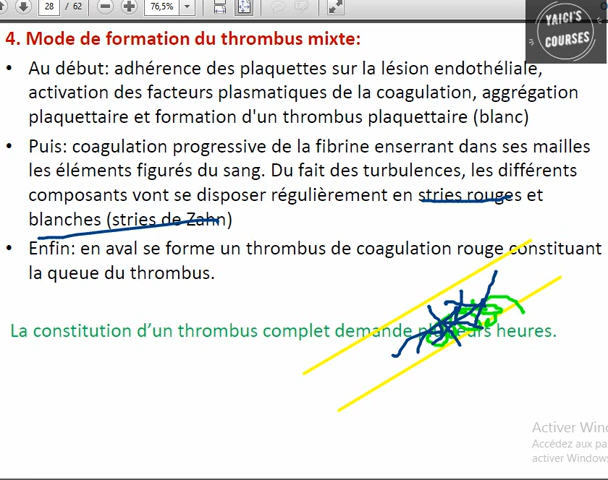 28 / 62 76,5%
YAICI'S
COURSES
4. Mode de formation du thrombus mixte:
• Au début: adhérence des plaquettes sur la lésion endothéliale,
activation des facteurs plasmatiques de la coagulation, aggrégation
plaquettaire et formation d'un thrombus plaquettaire (blanc)
• Puis: coagulation progressive de la fibrine enserrant dans ses mailles
les éléments figurés du sang. Du fait des turbulences, les différents
composants vont se disposer régulièrement en stries rouges et
blanches (stries de Zahn)
• Enfin: en aval se forme un thrombus de coagulation rouge constituant
la queue du thrombus.
La constitution d'un thrombus complet demande plusieurs heures.
Activer Wind
Accédez aux pa
activer Windows